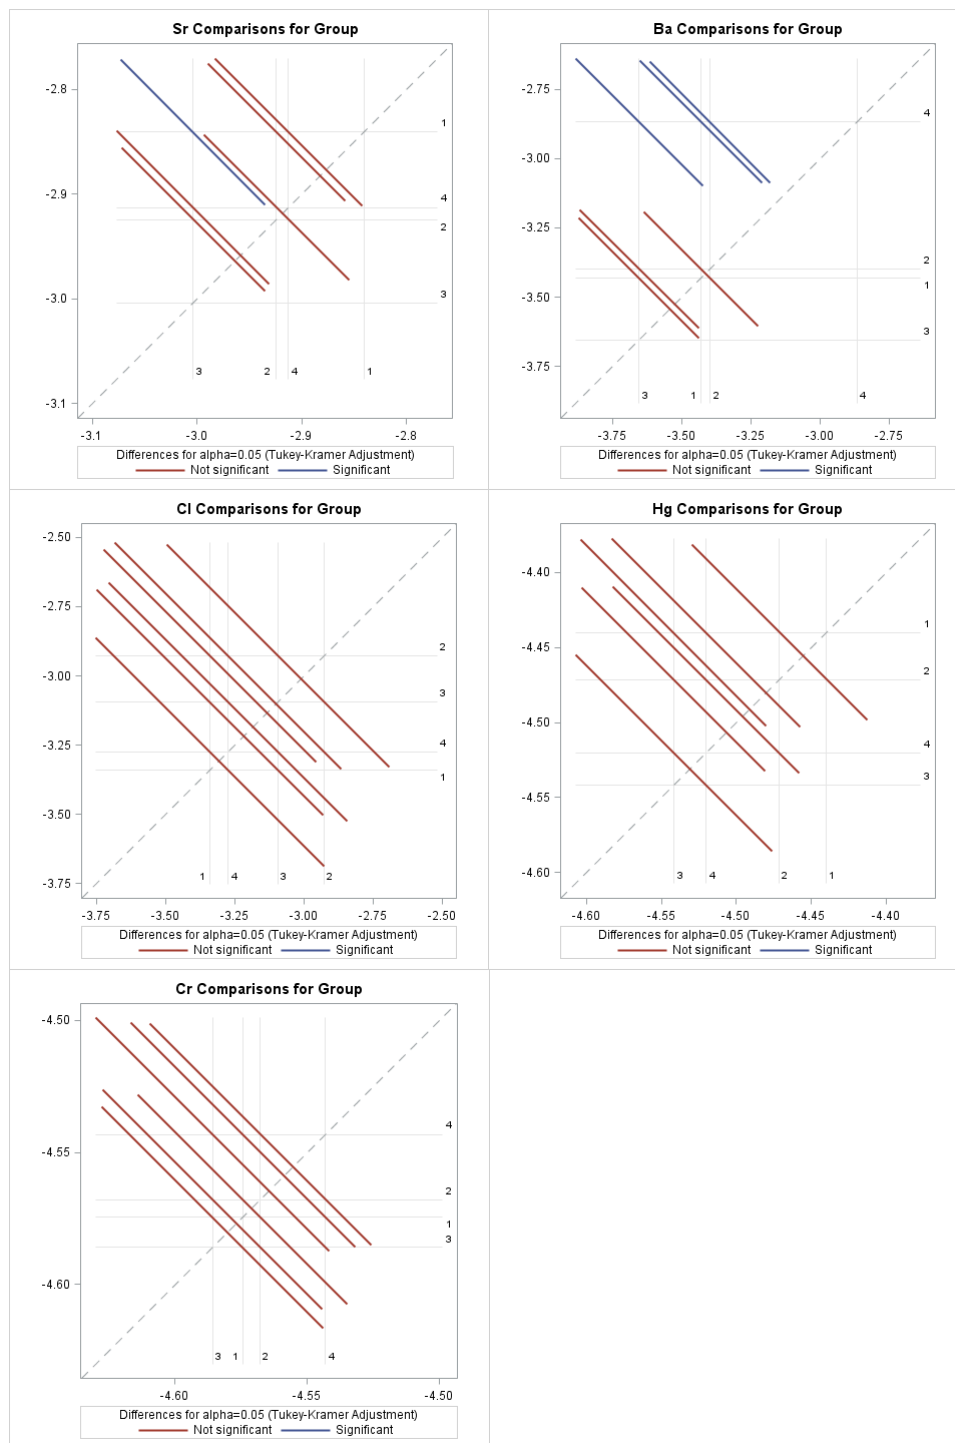 Sr Comparisons for Group
-2.8
1
-2.9
4
2
-3.0
3
3 2 4 1
-3.1
-3.1 -3.0 -2.9 -2.8
Differences for alpha=0.05 (Tukey-Kramer Adjustment)
Not significant Significant
Ba Comparisons for Group
-2.75
4
-3.00
-3.25
2
1
-3.50
3
-3.75
3 1 2 4
-3.75 -3.50 -3.25 -3.00 -2.75
Differences for alpha=0.05 (Tukey-Kramer Adjustment)
Not significant Significant
Cl Comparisons for Group
-2.50
-2.75
2
-3.00
3
-3.25
4
1
-3.50
-3.75
1 4 3 2
-3.75 -3.50 -3.25 -3.00 -2.75 -2.50
Differences for alpha=0.05 (Tukey-Kramer Adjustment)
Not significant Significant
Hg Comparisons for Group
-4.40
1
-4.45
2
-4.50
4
3
-4.55
-4.60
3 4 2 1
-4.60 -4.55 -4.50 -4.45 -4.40
Differences for alpha=0.05 (Tukey-Kramer Adjustment)
Not significant Significant
Cr Comparisons for Group
-4.50
4
-4.55
2
1
3
-4.60
3 1 2 4
-4.60 -4.55 -4.50
Differences for alpha=0.05 (Tukey-Kramer Adjustment)
Not significant Significant